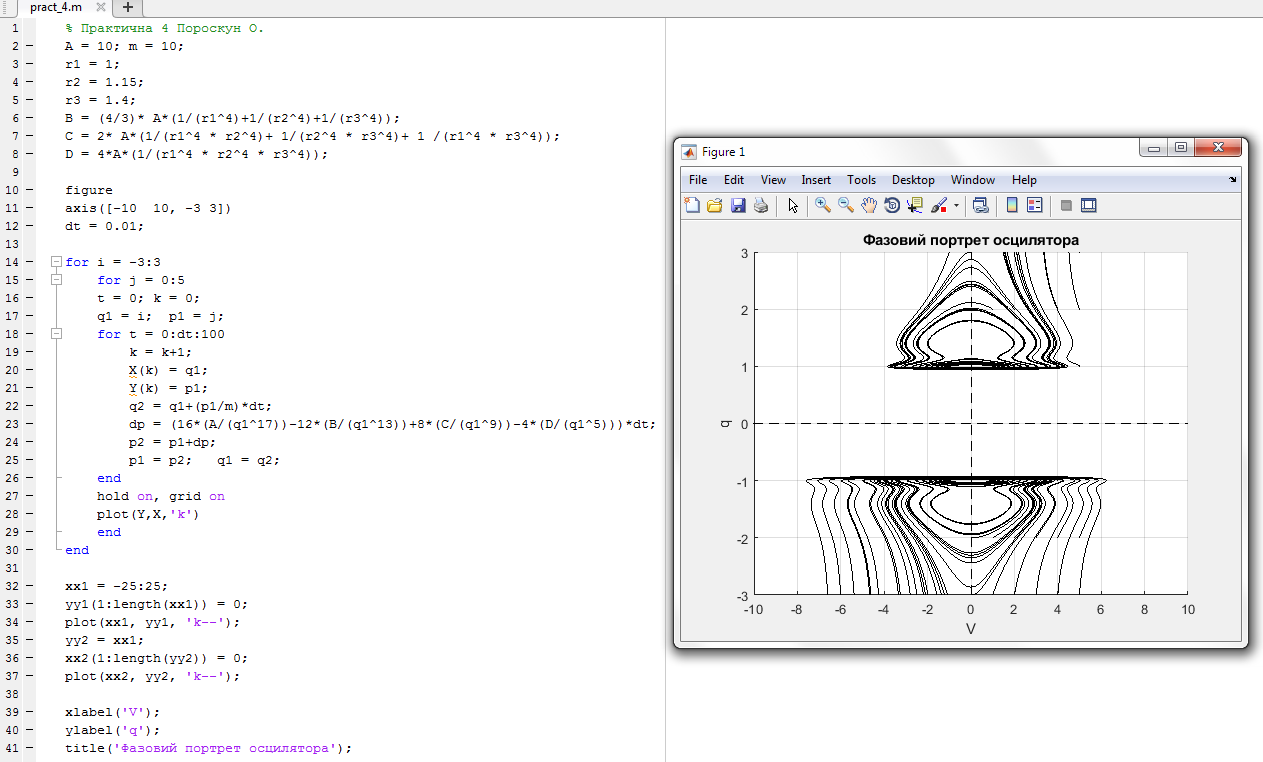 pract_4.m
1 % Практична 4 Пороскун О.
2 A = 10; m = 10;
3 r1 = 1;
4 r2 = 1.15;
5 r3 = 1.4;
6 B = (4/3)* A*(1/(r1^4)+1/(r2^4)+1/(r3^4));
7 C = 2* A*(1/(r1^4 * r2^4)+ 1/(r2^4 * r3^4)+ 1 /(r1^4 * r3^4));
8 D = 4*A*(1/(r1^4 * r2^4 * r3^4));
9
10 figure
11 axis([-10  10, -3 3])
12 dt = 0.01;
13
14 for i = -3:3
15 for j = 0:5
16 t = 0; k = 0;
17 q1 = i;  p1 = j;
18 for t = 0:dt:100
19 k = k+1;
20 X(k) = q1;
21 Y(k) = p1;
22 q2 = q1+(p1/m)*dt;
23 dp = (16*(A/(q1^17))-12*(B/(q1^13))+8*(C/(q1^9))-4*(D/(q1^5)))*dt;
24 p2 = p1+dp;
25 p1 = p2;   q1 = q2;
26 end
27 hold on, grid on
28 plot(Y,X,'k')
29 end
30 end
31
32 xx1 = -25:25;
33 yy1(1:length(xx1)) = 0;
34 plot(xx1, yy1, 'k--');
35 yy2 = xx1;
36 xx2(1:length(yy2)) = 0;
37 plot(xx2, yy2, 'k--');
38
39 xlabel('V');
40 ylabel('q');
41 title('Фазовий портрет осцилятора');
Figure 1
File Edit View Insert Tools Desktop Window Help
Фазовий портрет осцилятора
3
2
1
0
-1
-2
-3
q
-10 -8 -6 -4 -2 0 2 4 6 8 10
V